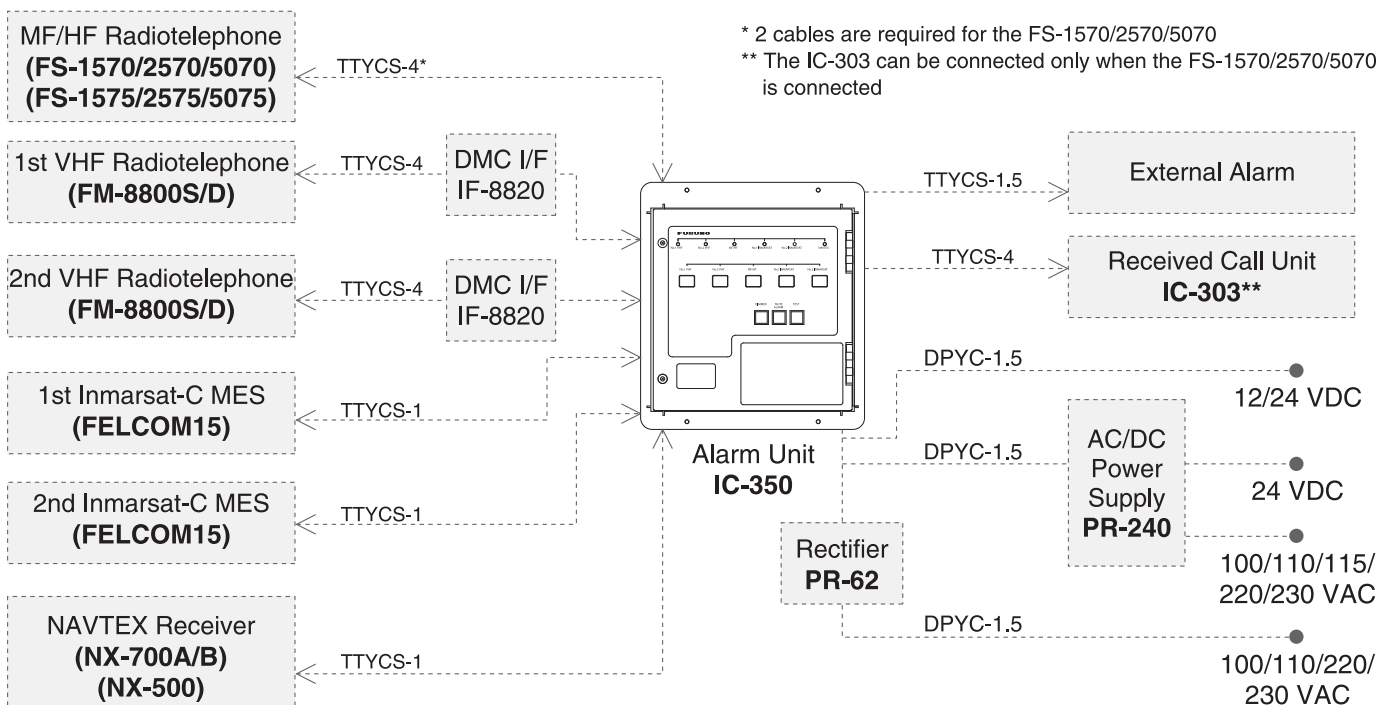 MF/HF Radiotelephone
(FS-1570/2570/5070)
(FS-1575/2575/5075)
TTYCS-4*
* 2 cables are required for the FS-1570/2570/5070
** The IC-303 can be connected only when the FS-1570/2570/5070
is connected
1st VHF Radiotelephone
(FM-8800S/D)
TTYCS-4
DMC I/F
IF-8820
2nd VHF Radiotelephone
(FM-8800S/D)
TTYCS-4
DMC I/F
IF-8820
1st Inmarsat-C MES
(FELCOM15)
TTYCS-1
2nd Inmarsat-C MES
(FELCOM15)
TTYCS-1
NAVTEX Receiver
(NX-700A/B)
(NX-500)
TTYCS-1
FURUNO
Alarm Unit
IC-350
TTYCS-1.5
External Alarm
TTYCS-4
Received Call Unit
IC-303**
DPYC-1.5
12/24 VDC
DPYC-1.5
AC/DC
Power
Supply
PR-240
24 VDC
100/110/115/
220/230 VAC
Rectifier
PR-62
DPYC-1.5
100/110/220/
230 VAC